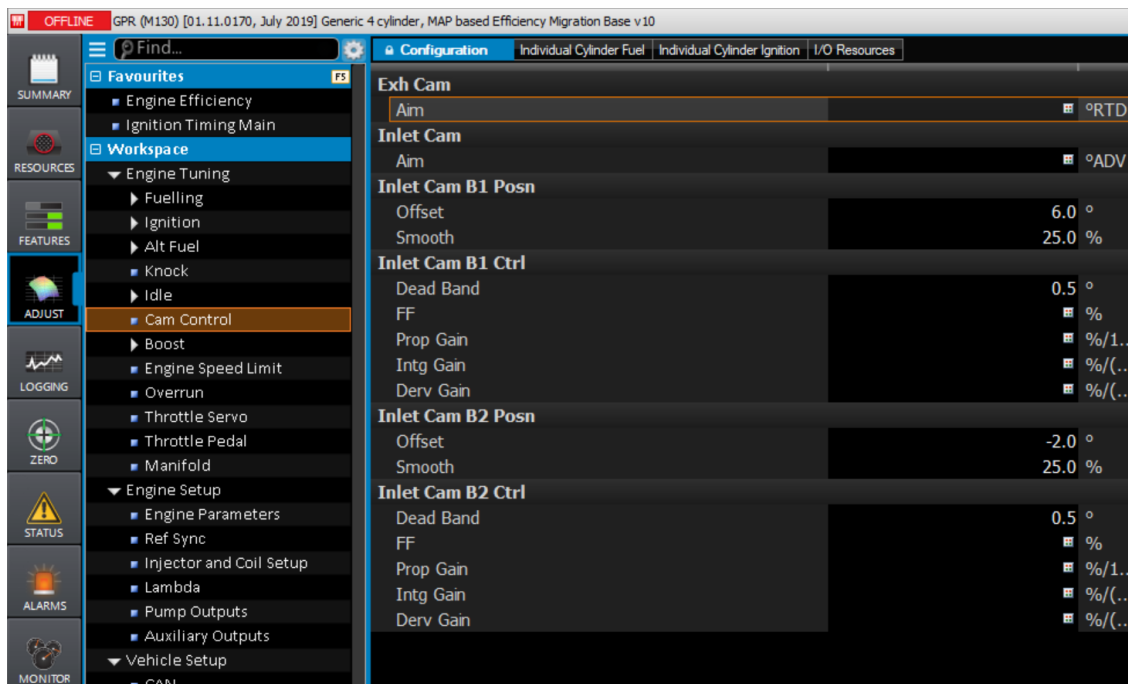 OFFLINE GPR (M130) [01.11.0170, July 2019] Generic 4 cylinder, MAP based Efficiency Migration Base v10
SUMMARY
RESOURCES
FEATURES
ADJUST
LOGGING
ZERO
STATUS
ALARMS
MONITOR
Find...
Favourites F5
Engine Efficiency
Ignition Timing Main
Workspace
Engine Tuning
Fuelling
Ignition
Alt Fuel
Knock
Idle
Cam Control
Boost
Engine Speed Limit
Overrun
Throttle Servo
Throttle Pedal
Manifold
Engine Setup
Engine Parameters
Ref Sync
Injector and Coil Setup
Lambda
Pump Outputs
Auxiliary Outputs
Vehicle Setup
CAN
Configuration Individual Cylinder Fuel Individual Cylinder Ignition I/O Resources
Exh Cam
Aim °RTD
Inlet Cam
Aim °ADV
Inlet Cam B1 Posn
Offset 6.0 °
Smooth 25.0 %
Inlet Cam B1 Ctrl
Dead Band 0.5 °
FF %
Prop Gain %/1..
Intg Gain %/(..
Derv Gain %/(..
Inlet Cam B2 Posn
Offset -2.0 °
Smooth 25.0 %
Inlet Cam B2 Ctrl
Dead Band 0.5 °
FF %
Prop Gain %/1..
Intg Gain %/(..
Derv Gain %/(..